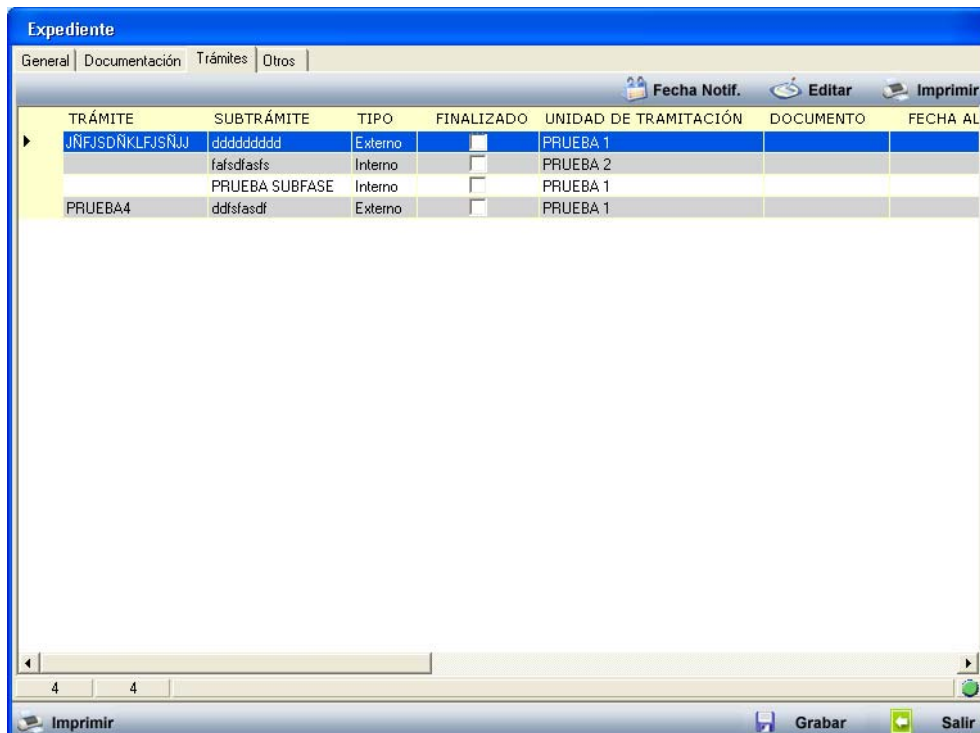 Expediente
General Documentación Trámites Otros
Fecha Notif. Editar Imprimir
TRÁMITE SUBTRÁMITE TIPO FINALIZADO UNIDAD DE TRAMITACIÓN DOCUMENTO FECHA AL
JÑFJSDÑKLFJSÑJJ ddddddddd Externo PRUEBA 1
fafsdfasfs Interno PRUEBA 2
PRUEBA SUBFASE Interno PRUEBA 1
PRUEBA4 ddfsfasdf Externo PRUEBA 1
4 4
Imprimir Grabar Salir